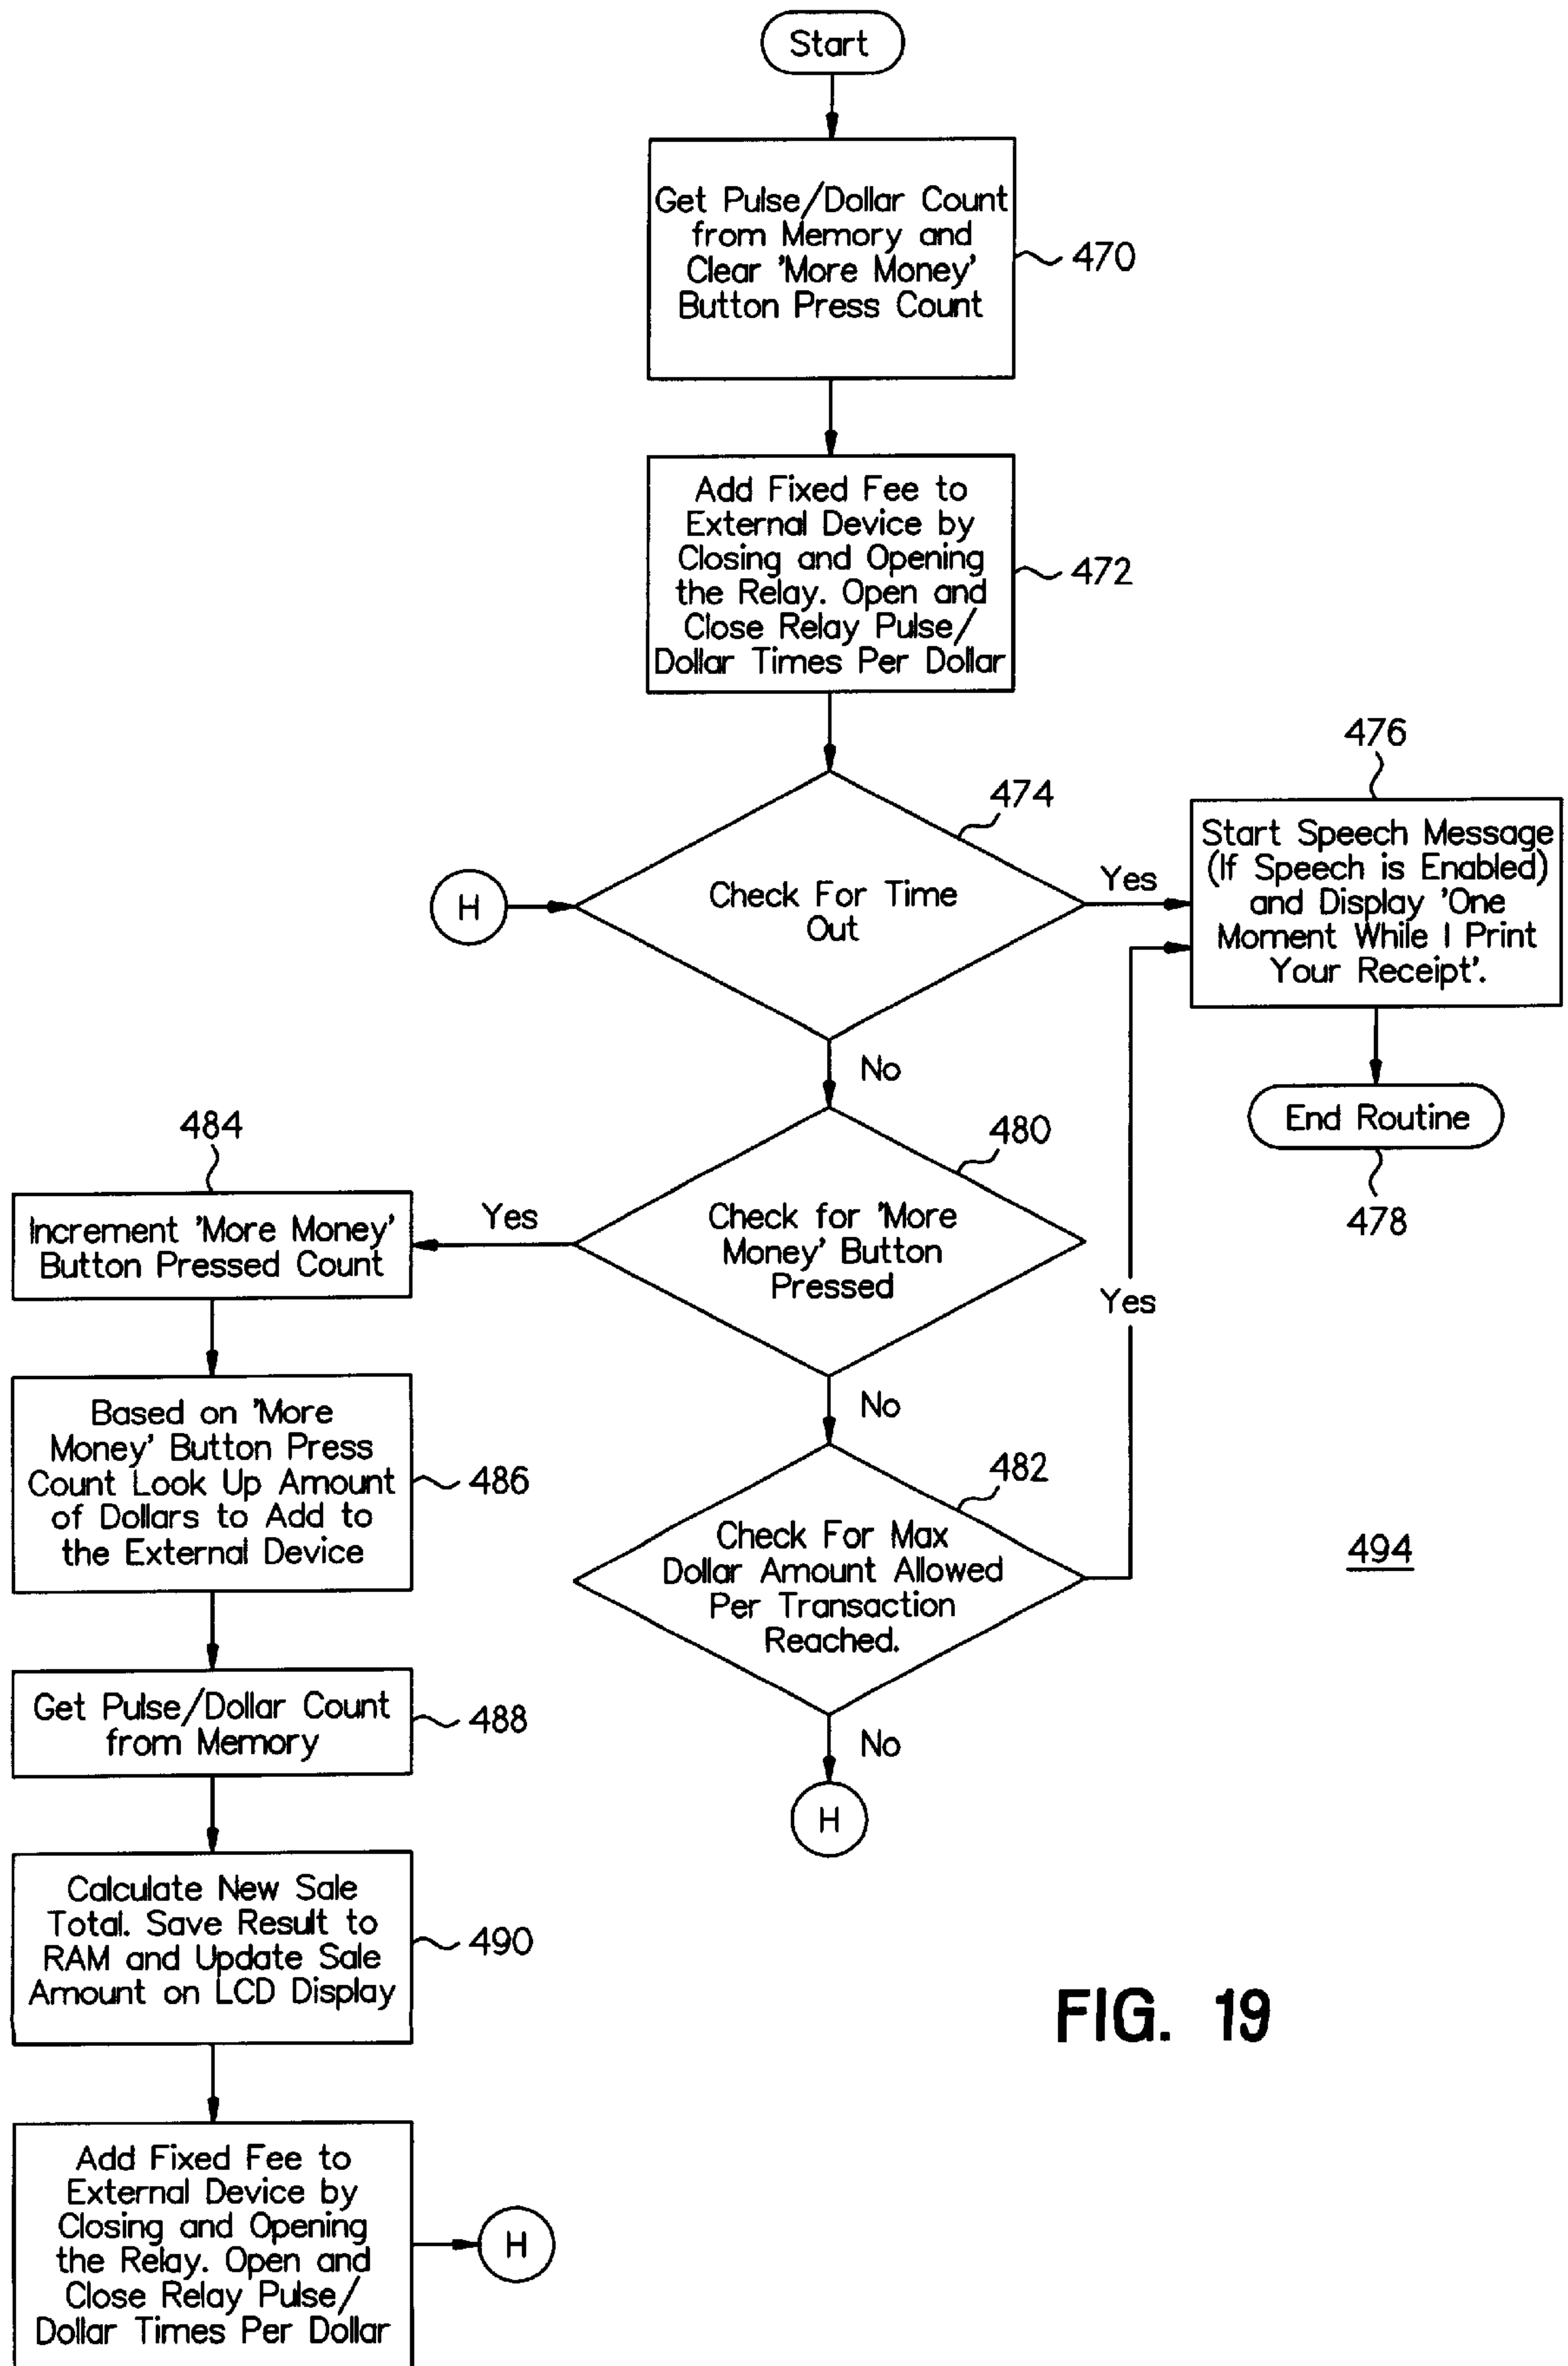 Start
Get Pulse/Dollar Count
from Memory and
Clear 'More Money'
Button Press Count
470
Add Fixed Fee to
External Device by
Closing and Opening
the Relay. Open and
Close Relay Pulse/
Dollar Times Per Dollar
472
474
Check For Time
Out
H
Yes
476
Start Speech Message
(If Speech is Enabled)
and Display 'One
Moment While I Print
Your Receipt'.
End Routine
478
No
480
Check for 'More
Money' Button
Pressed
Yes
484
Increment 'More Money'
Button Pressed Count
Based on 'More
Money' Button Press
Count Look Up Amount
of Dollars to Add to
the External Device
486
Get Pulse/Dollar Count
from Memory
488
Calculate New Sale
Total. Save Result to
RAM and Update Sale
Amount on LCD Display
490
Add Fixed Fee to
External Device by
Closing and Opening
the Relay. Open and
Close Relay Pulse/
Dollar Times Per Dollar
H
No
482
Check For Max
Dollar Amount Allowed
Per Transaction
Reached.
Yes
No
H
494
FIG. 19